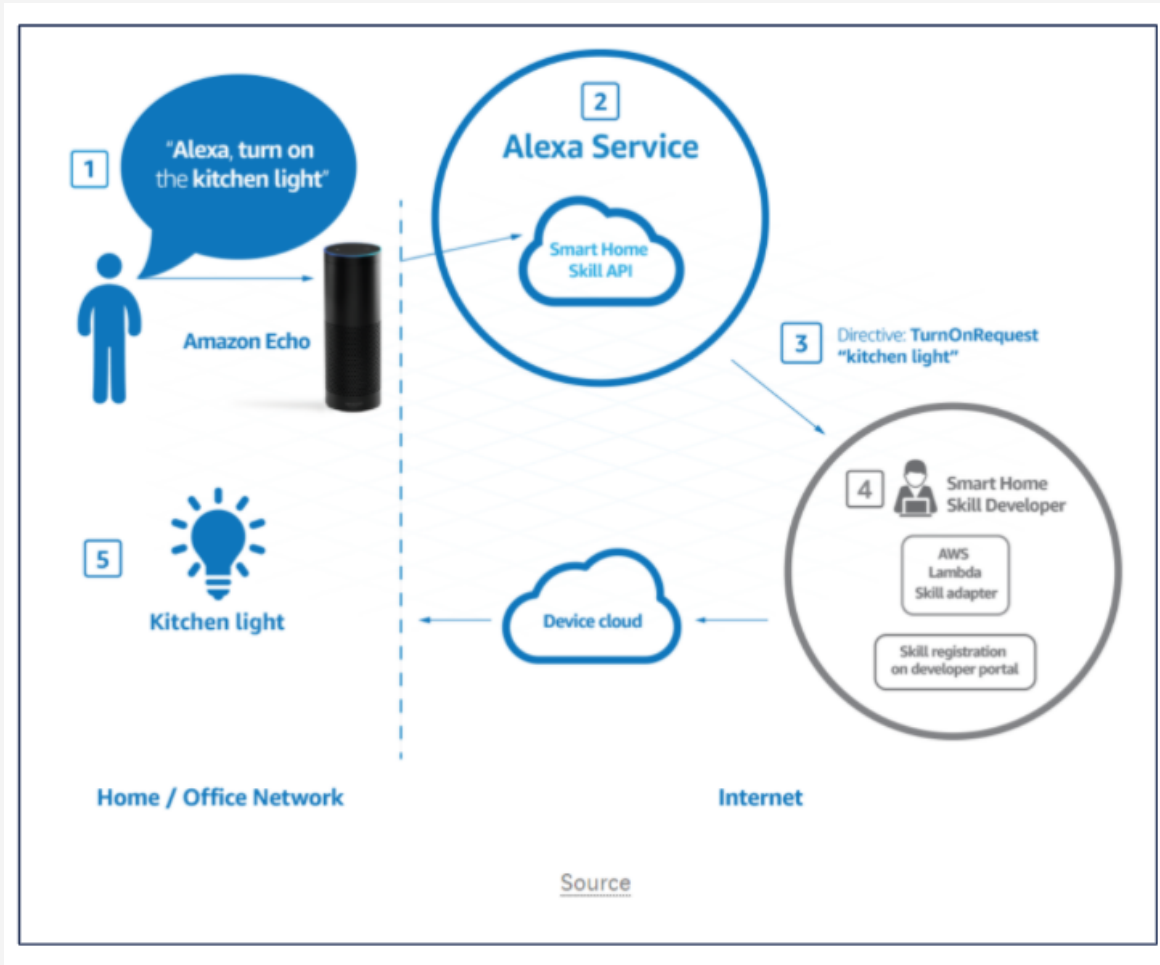 1
"Alexa, turn on
the kitchen light"
Amazon Echo
2
Alexa Service
Smart Home
Skill API
3
Directive: TurnOnRequest
"kitchen light"
4
Smart Home
Skill Developer
AWS
Lambda
Skill adapter
Skill registration
on developer portal
Device cloud
5
Kitchen light
Home / Office Network
Internet
Source